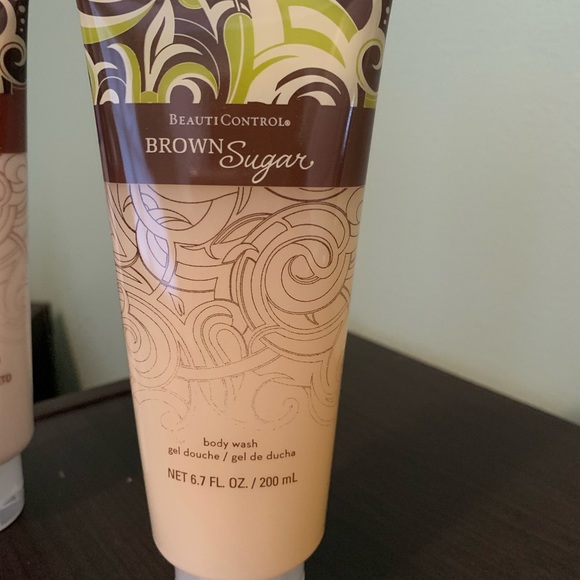 BEAUTICONTROL®
BROWN Sugar
body wash
gel douche / gel de ducha
NET 6.7 FL. OZ. / 200 mL